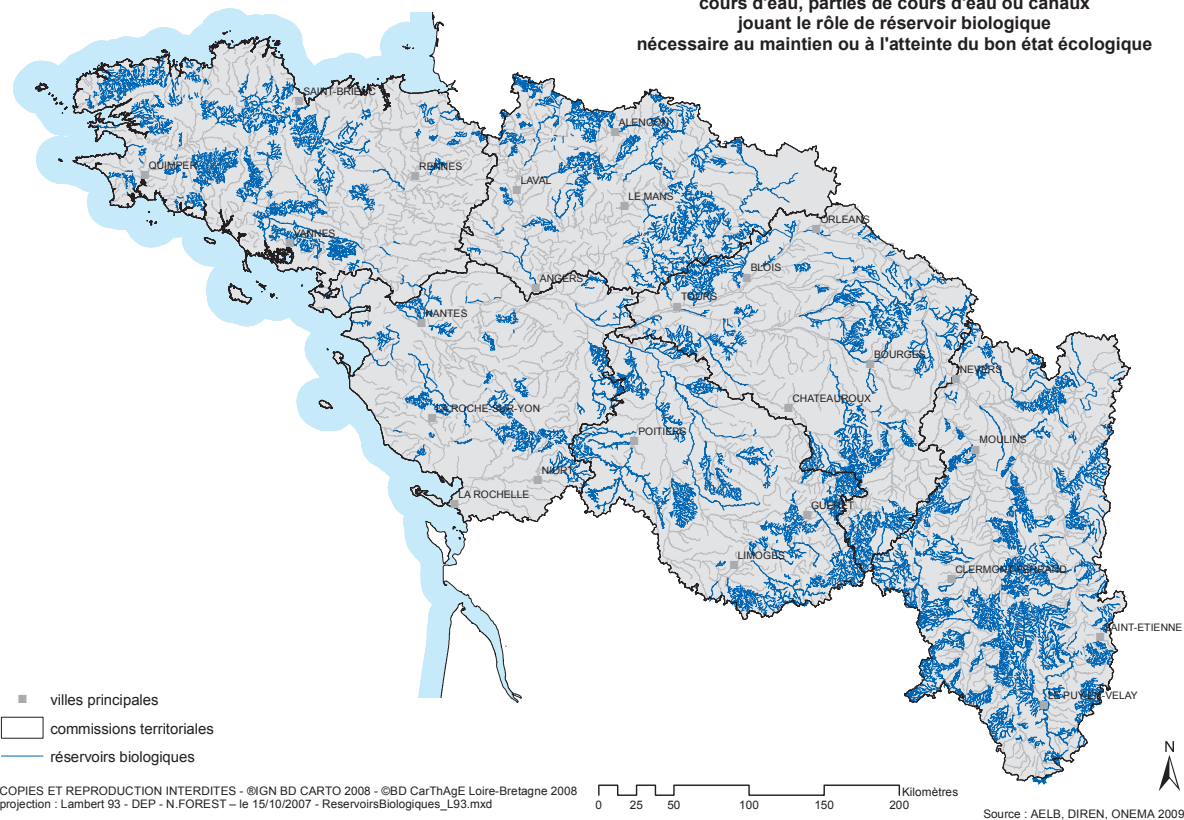 cours d'eau, parties de cours d'eau ou canaux
jouant le rôle de réservoir biologique
nécessaire au maintien ou à l'atteinte du bon état écologique
SAINT-BRIEUC
ALENCON
QUIMPER
RENNES
LAVAL
LE MANS
ORLEANS
VANNES
BLOIS
ANGERS
TOURS
NANTES
BOURGES
NEVERS
CHATEAUROUX
LA ROCHE-SUR-YON
POITIERS
MOULINS
NIORT
LA ROCHELLE
GUERET
LIMOGES
CLERMONT-FERRAND
SAINT-ETIENNE
LE PUY-EN-VELAY
villes principales
commissions territoriales
réservoirs biologiques
N
COPIES ET REPRODUCTION INTERDITES - ®IGN BD CARTO 2008 - ©BD CarThAgE Loire-Bretagne 2008
projection : Lambert 93 - DEP - N.FOREST – le 15/10/2007 - ReservoirsBiologiques_L93.mxd
Kilomètres
0 25 50 100 150 200
Source : AELB, DIREN, ONEMA 2009